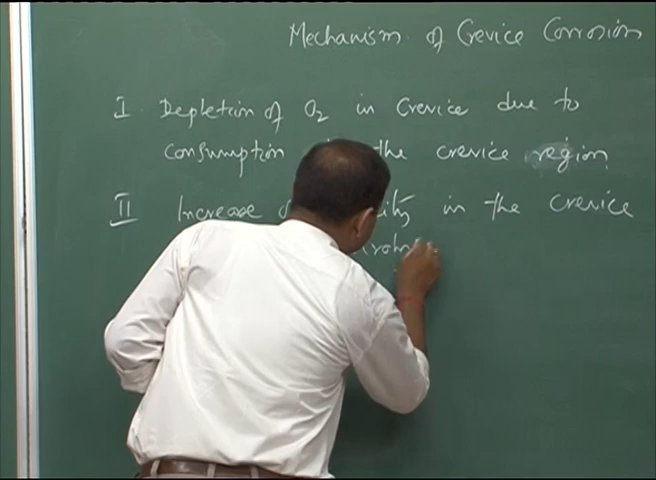 Mechanism of Crevice Corrosion
I. Depletion of O2 in Crevice due to
Consumption the crevice region
II Increase in the crevice